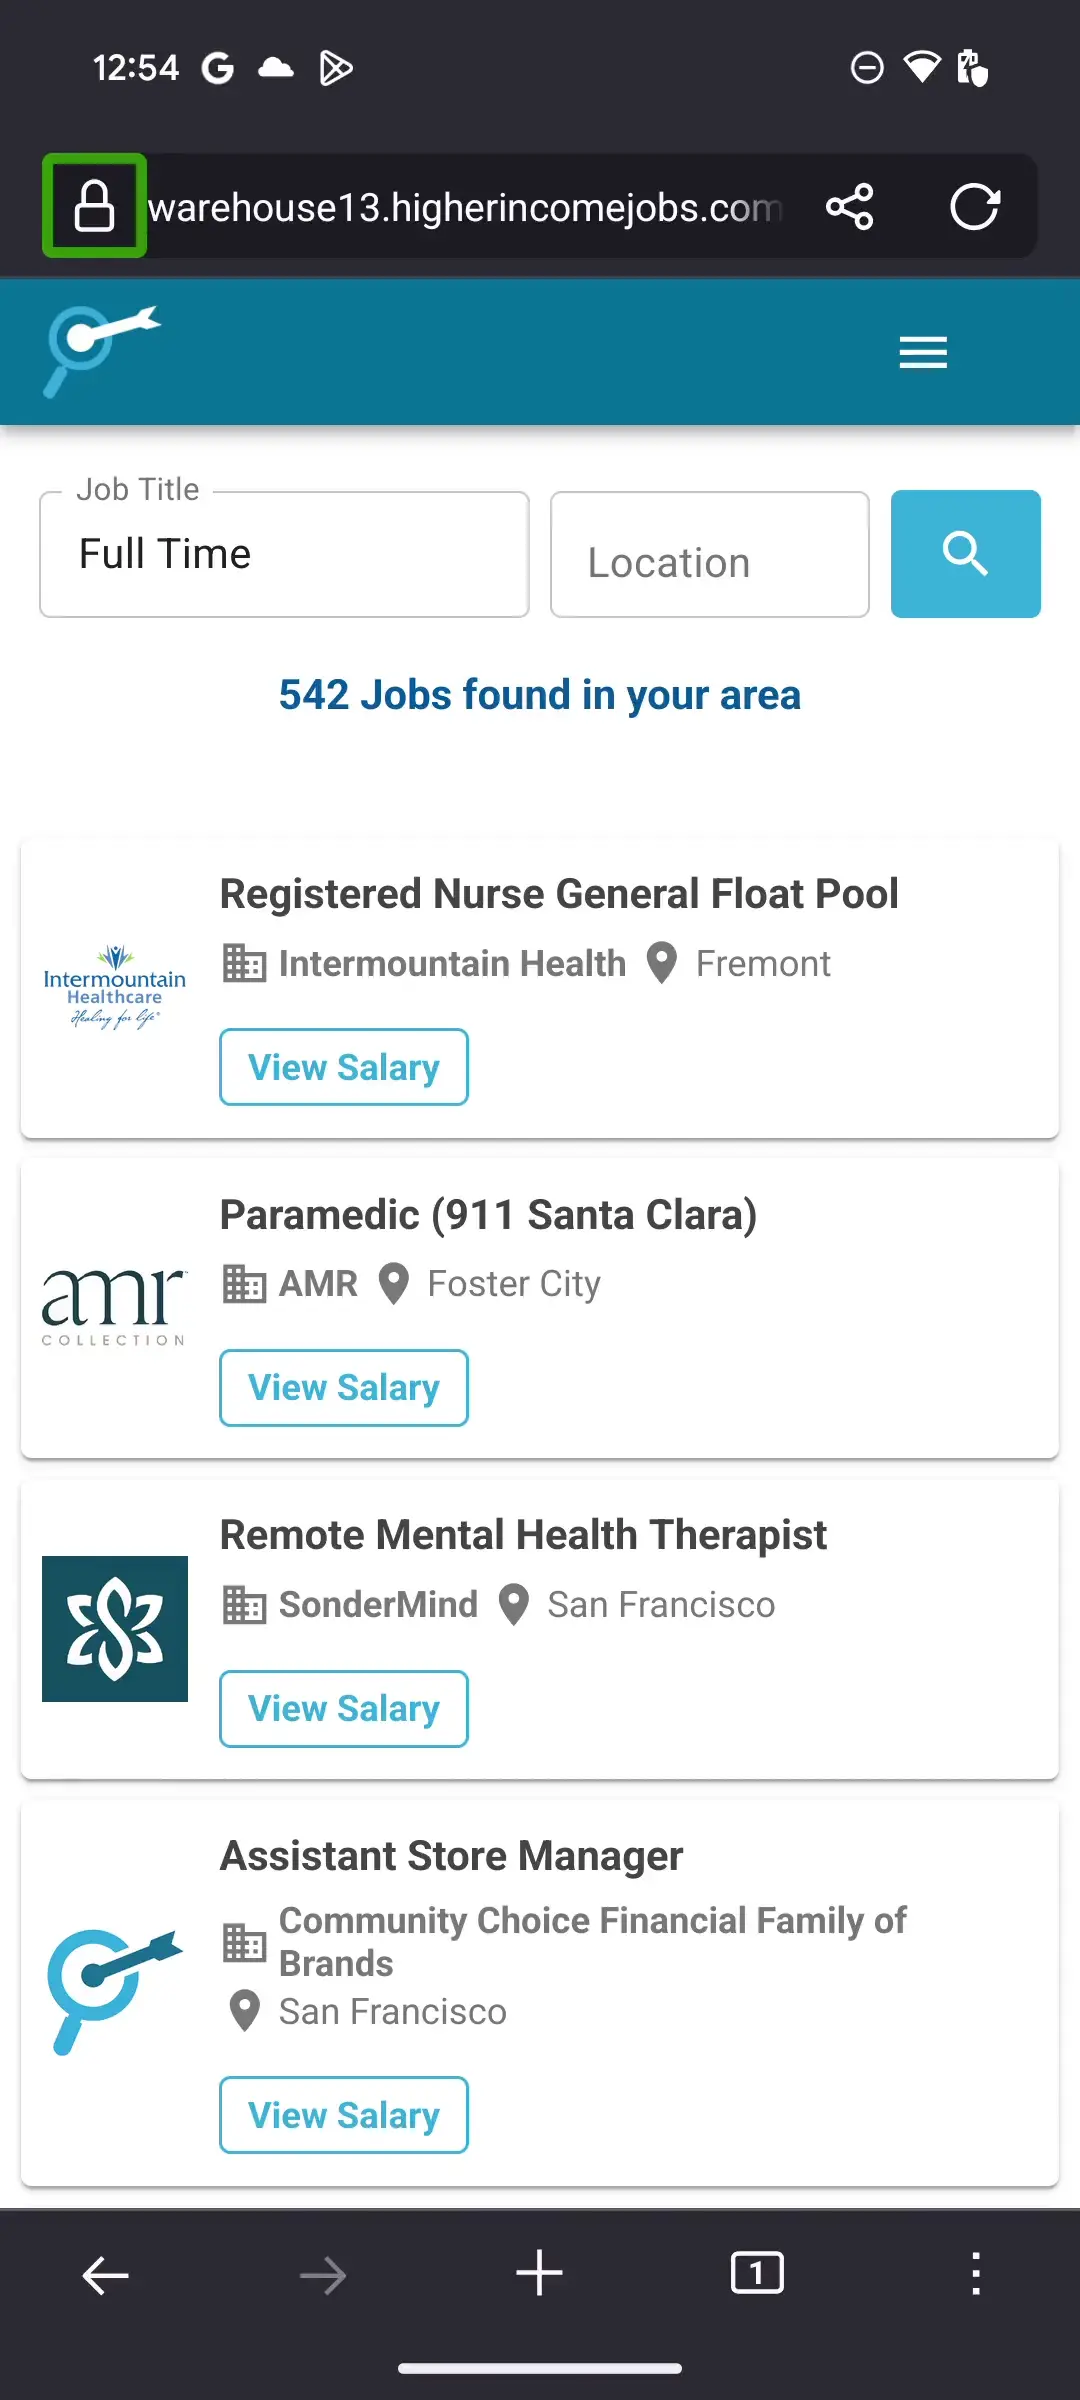 12:54
warehouse13.higherincomejobs.com
Job Title
Full Time
Location
542 Jobs found in your area
Registered Nurse General Float Pool
Intermountain Healthcare
Healing for life
Intermountain Health Fremont
View Salary
Paramedic (911 Santa Clara)
amr
COLLECTION
AMR Foster City
View Salary
Remote Mental Health Therapist
SonderMind San Francisco
View Salary
Assistant Store Manager
Community Choice Financial Family of
Brands
San Francisco
View Salary
1